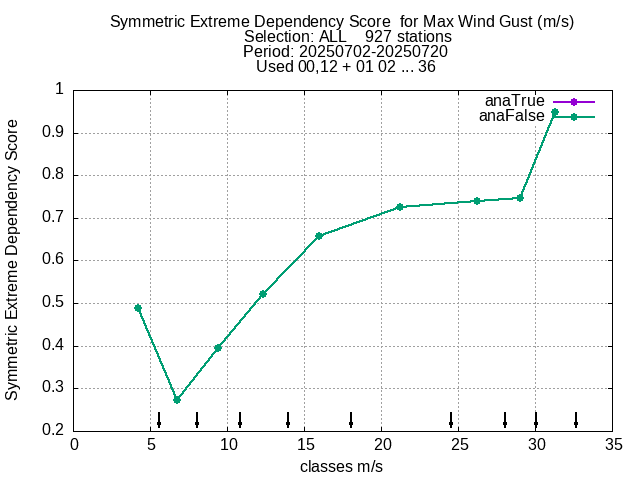 Symmetric Extreme Dependency Score  for Max Wind Gust (m/s)
Selection: ALL    927 stations
Period: 20250702-20250720
Used 00,12 + 01 02 ... 36
anaTrue
anaFalse
Symmetric Extreme Dependency Score
1
0.9
0.8
0.7
0.6
0.5
0.4
0.3
0.2
0 5 10 15 20 25 30 35
classes m/s